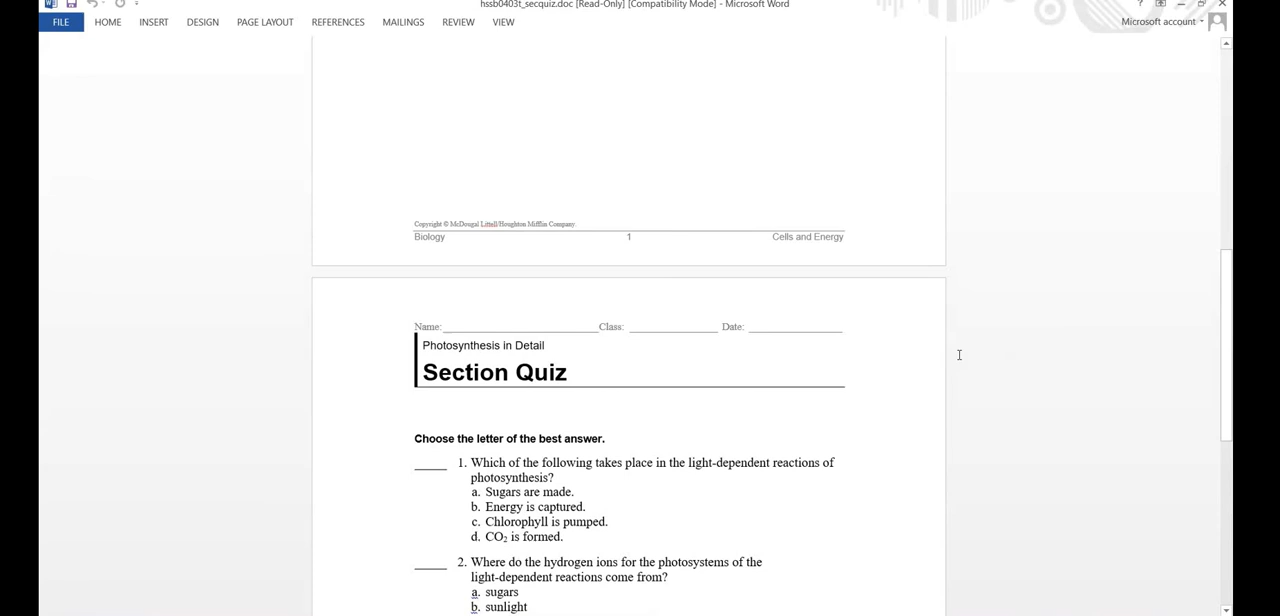 hssb0403t_secquiz.doc [Read-Only] [Compatibility Mode] - Microsoft Word
FILE HOME INSERT DESIGN PAGE LAYOUT REFERENCES MAILINGS REVIEW VIEW Microsoft account
Copyright © McDougal Littell/Houghton Mifflin Company.
Biology 1 Cells and Energy
Name: Class: Date:
Photosynthesis in Detail
Section Quiz
Choose the letter of the best answer.
1. Which of the following takes place in the light-dependent reactions of
photosynthesis?
a. Sugars are made.
b. Energy is captured.
c. Chlorophyll is pumped.
d. CO₂ is formed.
2. Where do the hydrogen ions for the photosystems of the
light-dependent reactions come from?
a. sugars
b. sunlight